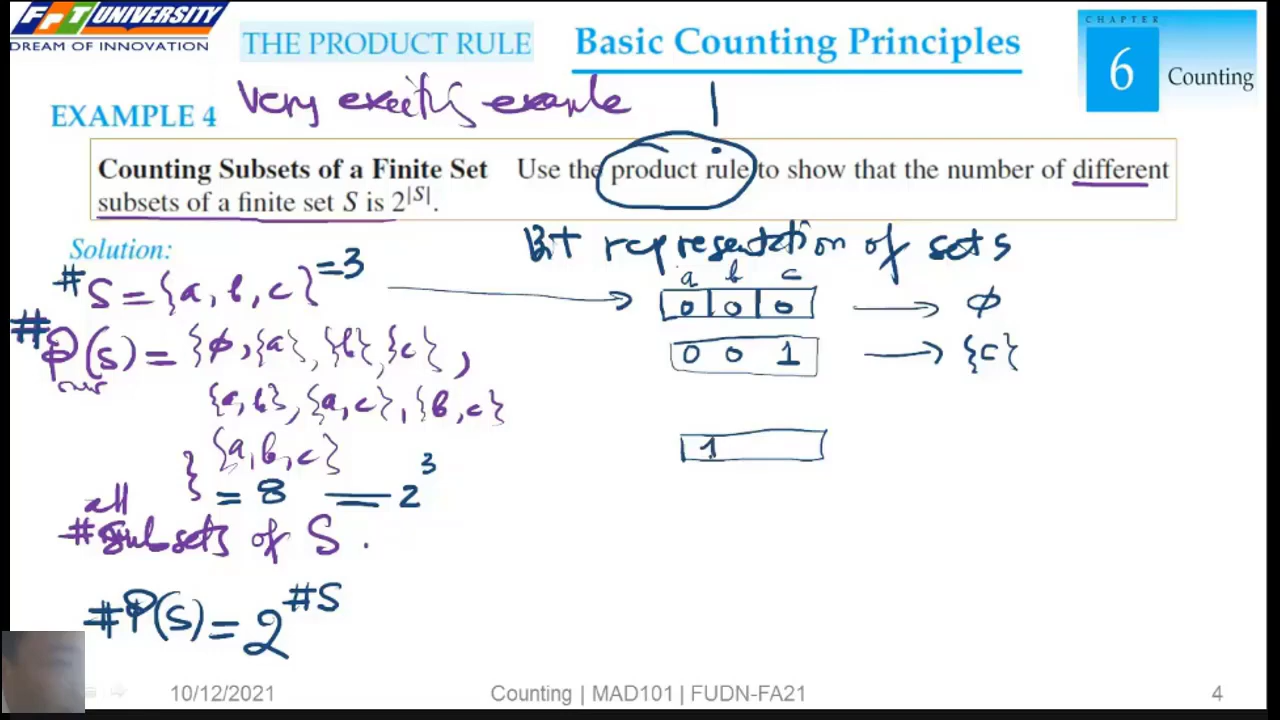 FPT UNIVERSITY
DREAM OF INNOVATION
THE PRODUCT RULE
Basic Counting Principles
CHAPTER
6
Counting
EXAMPLE 4
Very exciting example
Counting Subsets of a Finite Set Use the product rule to show that the number of different
subsets of a finite set S is 2^|S|.
Solution:
Bit representation of sets
#S = {a, b, c} = 3
a b c
0 0 0 → ∅
#P(S) = {∅, {a}, {b}, {c},
0 0 1 → {c}
{a, b}, {a, c}, {b, c}
{a, b, c}
1
} = 8 = 2^3
all
#Subsets of S .
#P(S) = 2^#S
10/12/2021
Counting | MAD101 | FUDN-FA21
4